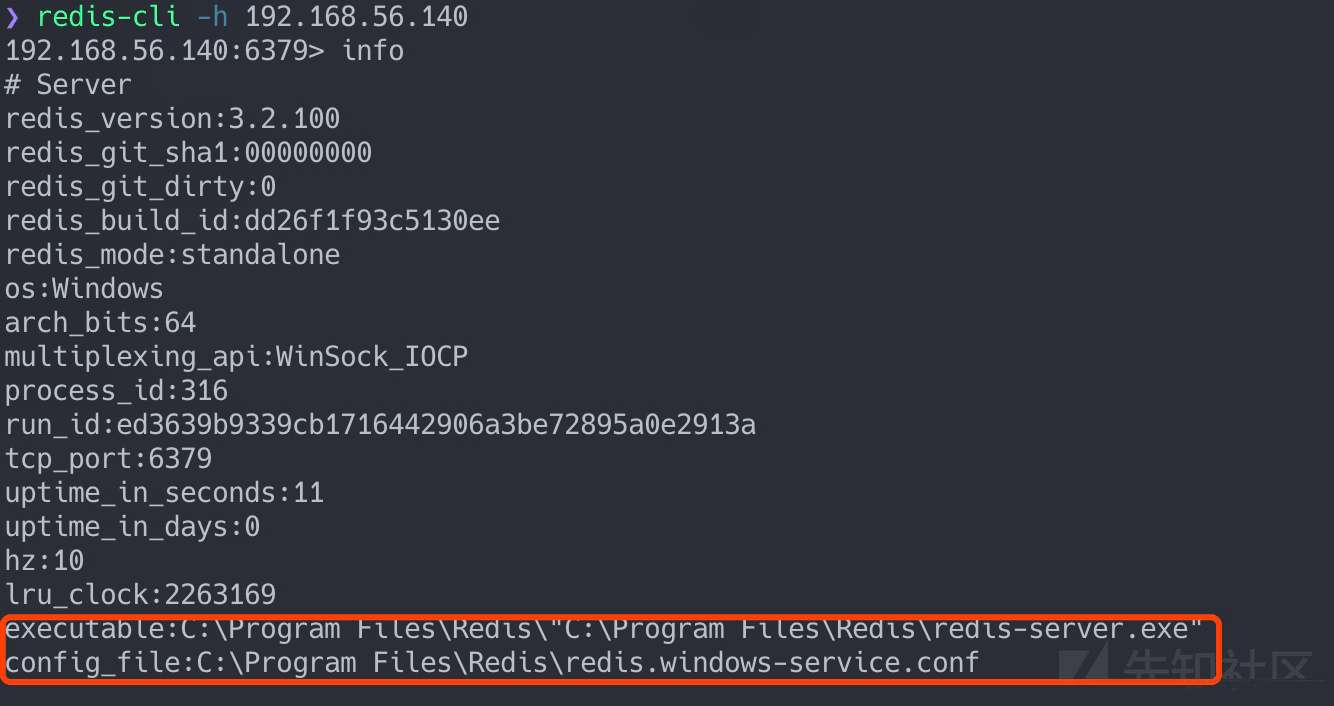 ❯ redis-cli -h 192.168.56.140
192.168.56.140:6379> info
# Server
redis_version:3.2.100
redis_git_sha1:00000000
redis_git_dirty:0
redis_build_id:dd26f1f93c5130ee
redis_mode:standalone
os:Windows
arch_bits:64
multiplexing_api:WinSock_IOCP
process_id:316
run_id:ed3639b9339cb1716442906a3be72895a0e2913a
tcp_port:6379
uptime_in_seconds:11
uptime_in_days:0
hz:10
lru_clock:2263169
executable:C:\Program Files\Redis\"C:\Program Files\Redis\redis-server.exe"
config_file:C:\Program Files\Redis\redis.windows-service.conf
先知社区